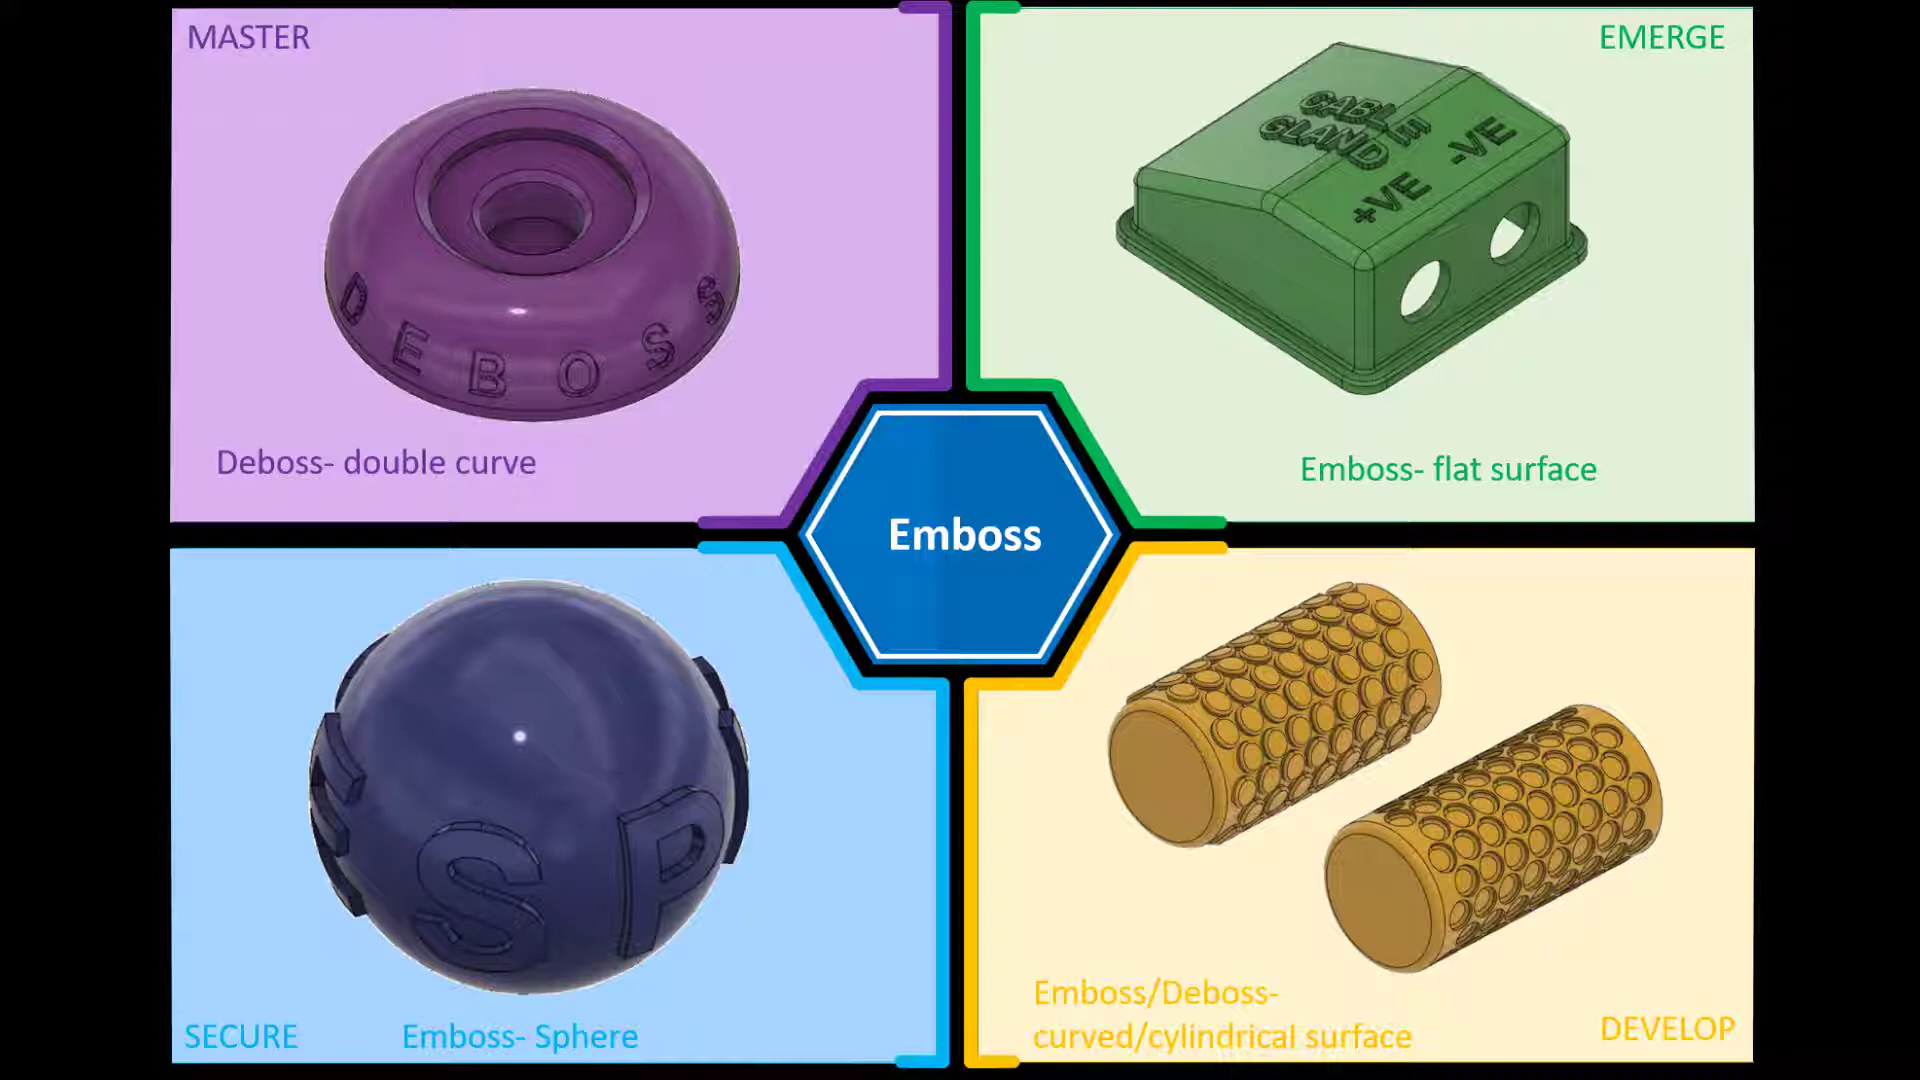 MASTER
DEBOSS
Deboss- double curve
EMERGE
CABLE
GLAND
-VE
+VE
Emboss- flat surface
Emboss
SP
SECURE
Emboss- Sphere
Emboss/Deboss-
curved/cylindrical surface
DEVELOP